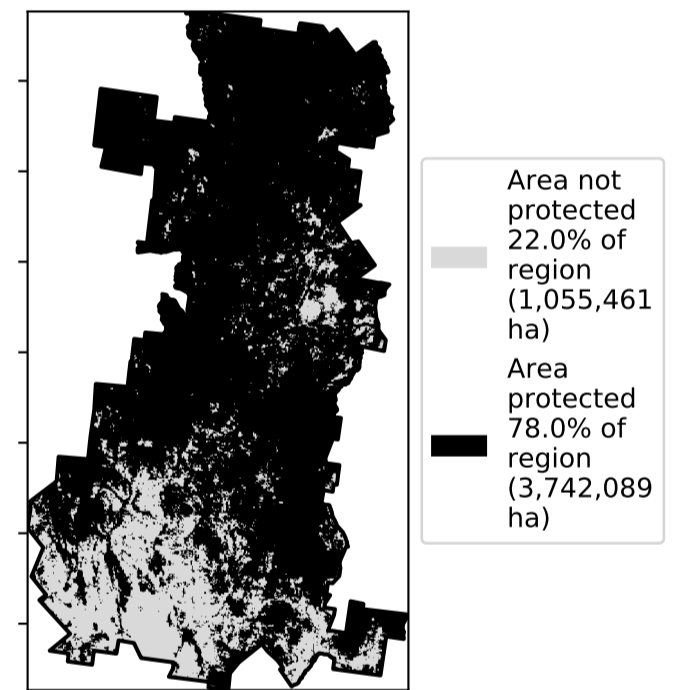 Area not
protected
22.0% of
region
(1,055,461
ha)
Area
protected
78.0% of
region
(3,742,089
ha)